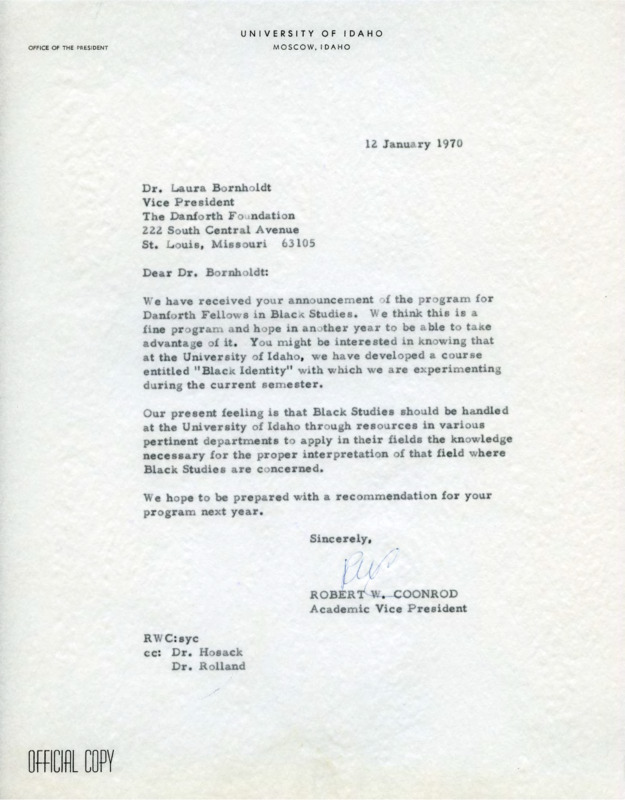 UNIVERSITY OF IDAHO
OFFICE OF THE PRESIDENT
MOSCOW, IDAHO
12 January 1970
Dr. Laura Bornholdt
Vice President
The Danforth Foundation
222 South Central Avenue
St. Louis, Missouri 63105
Dear Dr. Bornholdt:
We have received your announcement of the program for
Danforth Fellows in Black Studies. We think this is a
fine program and hope in another year to be able to take
advantage of it. You might be interested in knowing that
at the University of Idaho, we have developed a course
entitled "Black Identity" with which we are experimenting
during the current semester.
Our present feeling is that Black Studies should be handled
at the University of Idaho through resources in various
pertinent departments to apply in their fields the knowledge
necessary for the proper interpretation of that field where
Black Studies are concerned.
We hope to be prepared with a recommendation for your
program next year.
Sincerely,
ROBERT W. COONROD
Academic Vice President
RWC:syc
cc: Dr. Hosack
Dr. Rolland
OFFICIAL COPY